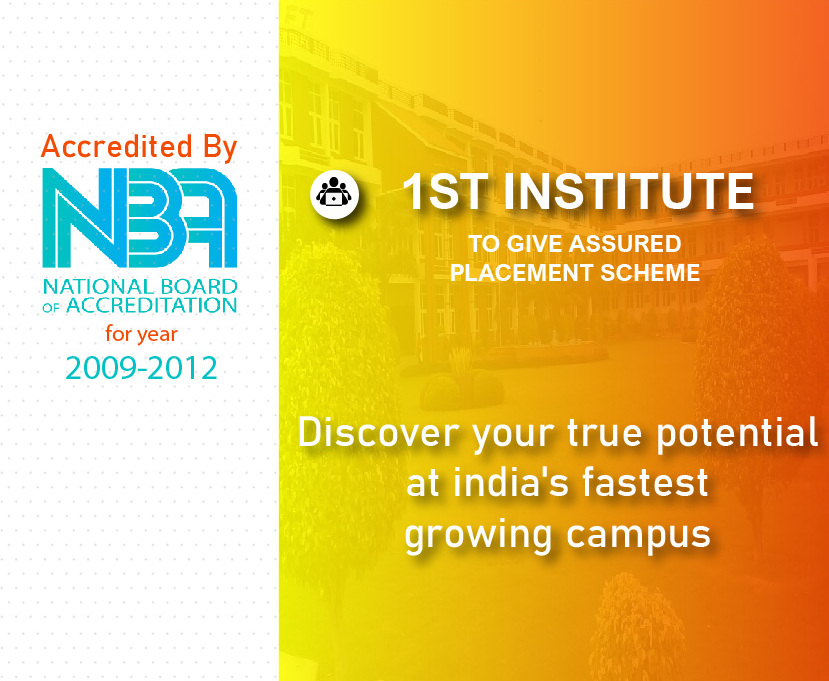 Accredited By
NBA
NATIONAL BOARD
OF ACCREDITATION
for year
2009-2012
1ST INSTITUTE
TO GIVE ASSURED
PLACEMENT SCHEME
Discover your true potential
at india's fastest
growing campus